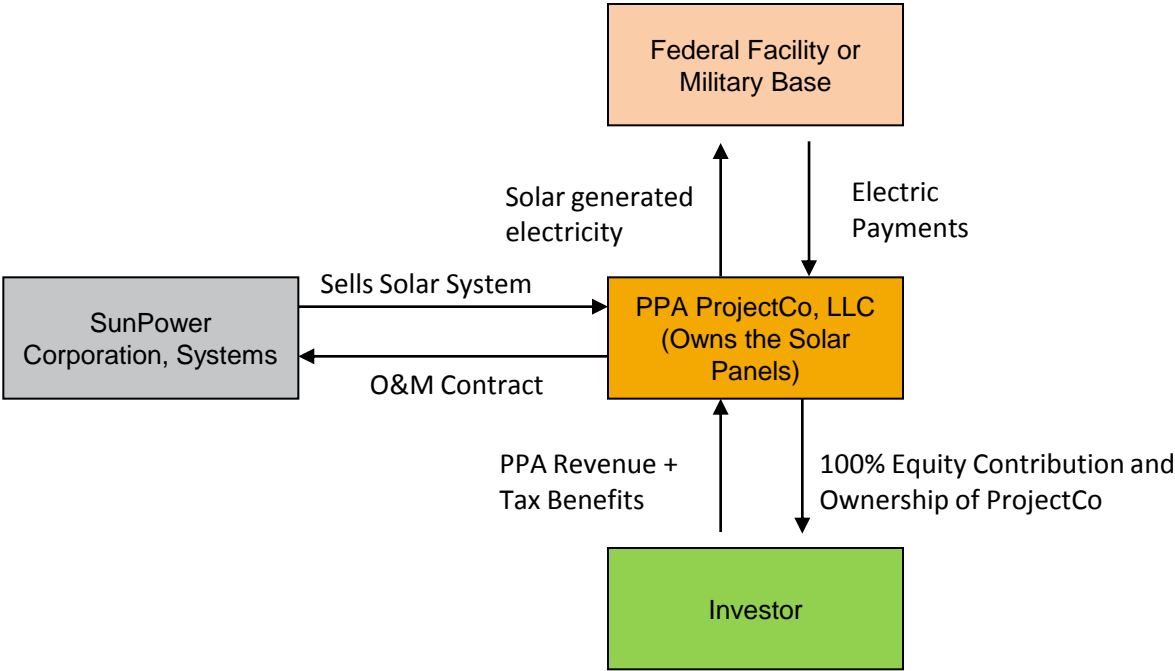 Federal Facility or
Military Base
Solar generated
electricity
Electric
Payments
Sells Solar System
SunPower
Corporation, Systems
PPA ProjectCo, LLC
(Owns the Solar
Panels)
O&M Contract
PPA Revenue +
Tax Benefits
100% Equity Contribution and
Ownership of ProjectCo
Investor